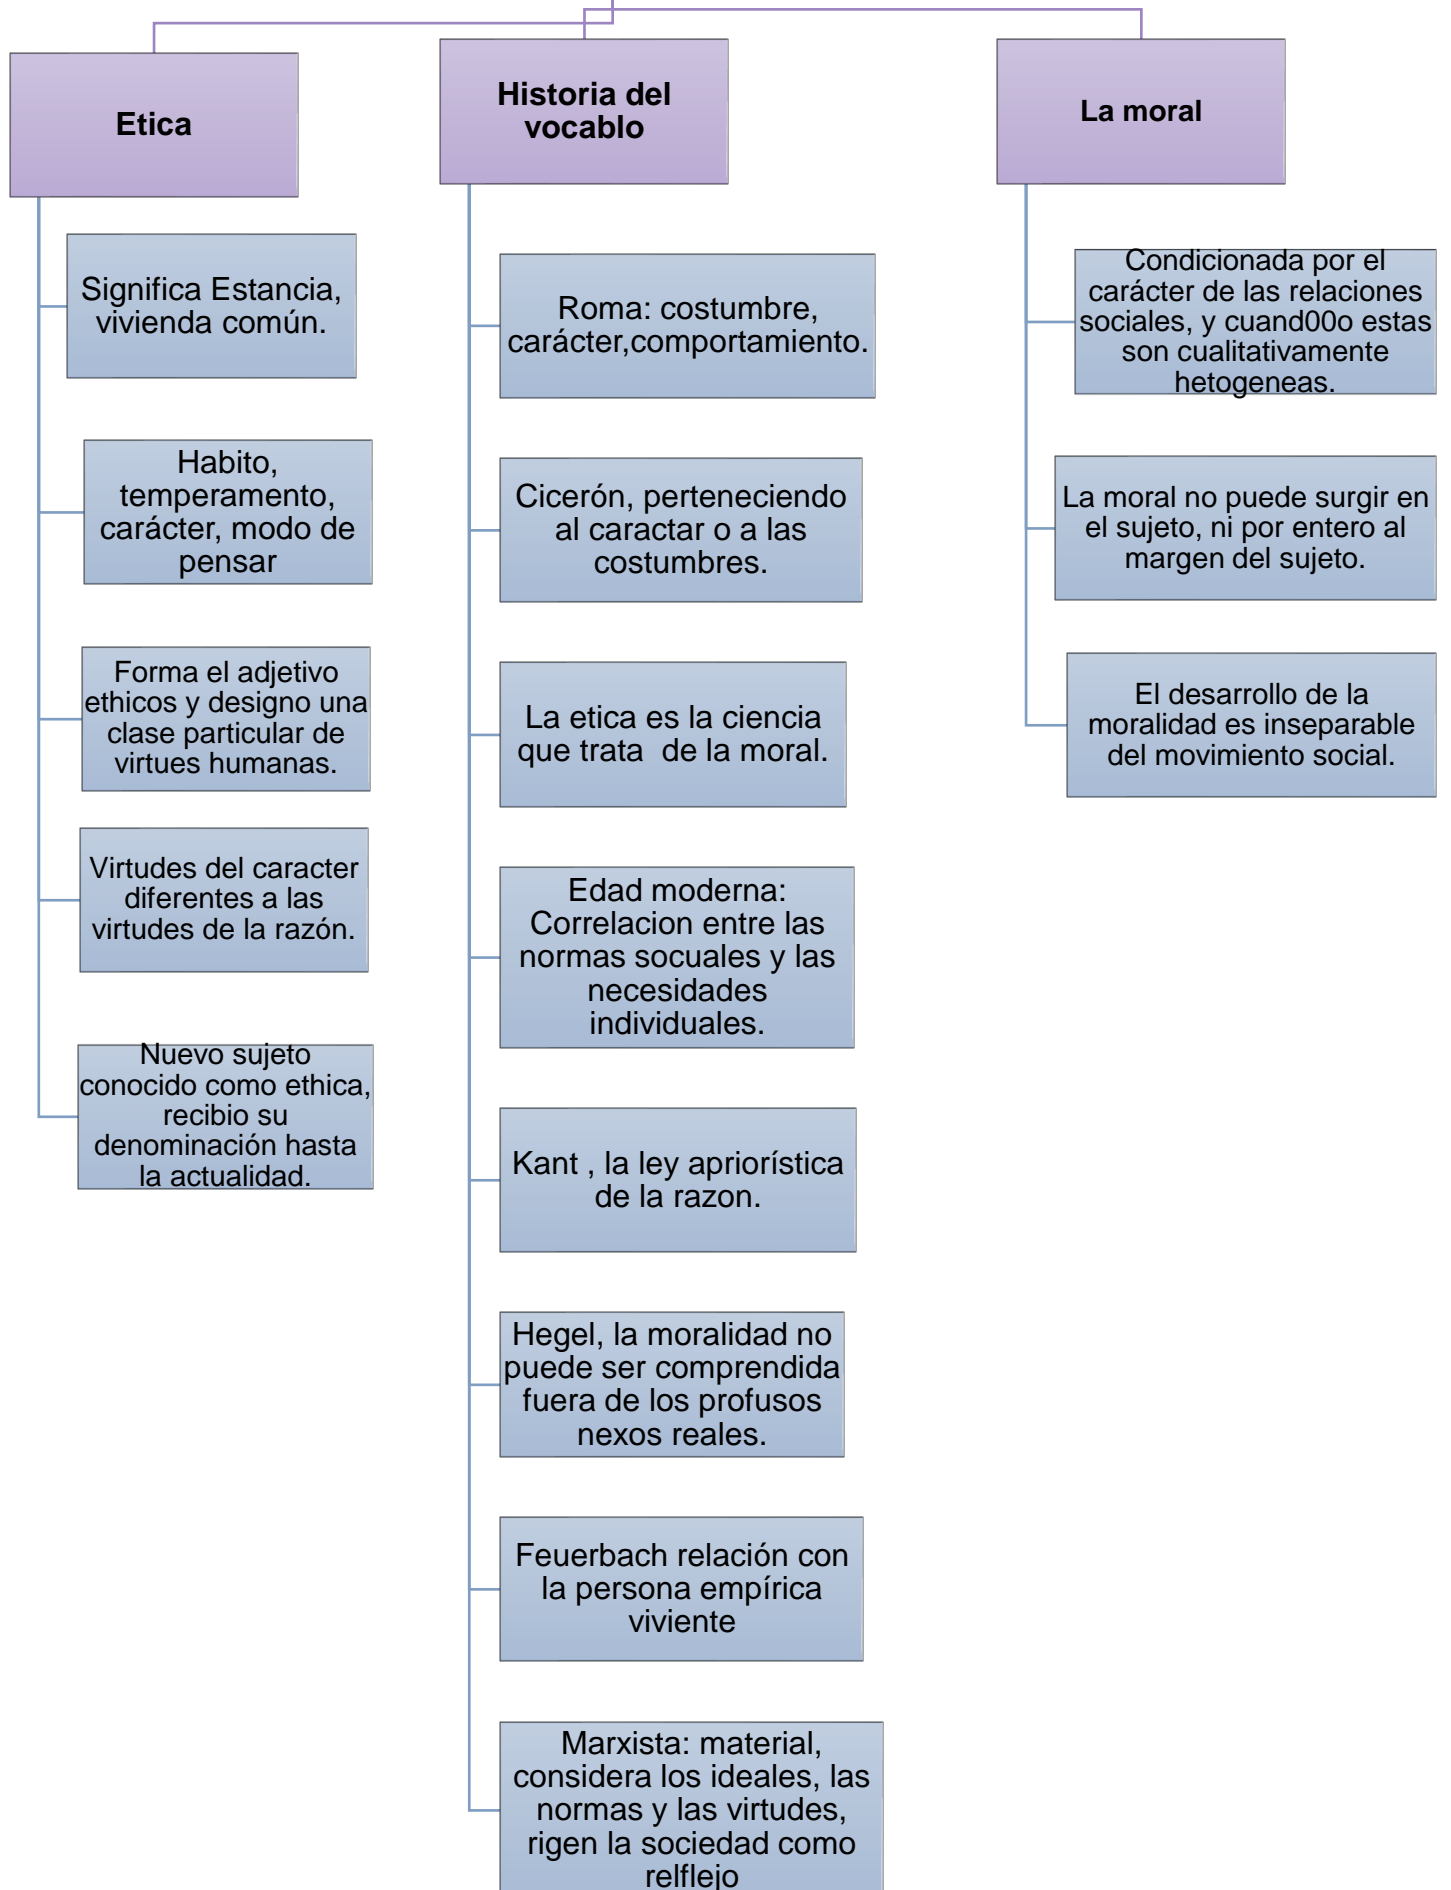 Etica
Significa Estancia,
vivienda común.
Habito,
temperamento,
carácter, modo de
pensar
Forma el adjetivo
ethicos y designo una
clase particular de
virtues humanas.
Virtudes del caracter
diferentes a las
virtudes de la razón.
Nuevo sujeto
conocido como ethica,
recibio su
denominación hasta
la actualidad.
Historia del
vocablo
Roma: costumbre,
carácter,comportamiento.
Cicerón, perteneciendo
al caractar o a las
costumbres.
La etica es la ciencia
que trata  de la moral.
Edad moderna:
Correlacion entre las
normas socuales y las
necesidades
individuales.
Kant , la ley apriorística
de la razon.
Hegel, la moralidad no
puede ser comprendida
fuera de los profusos
nexos reales.
Feuerbach relación con
la persona empírica
viviente
Marxista: material,
considera los ideales, las
normas y las virtudes,
rigen la sociedad como
relflejo
La moral
Condicionada por el
carácter de las relaciones
sociales, y cuand00o estas
son cualitativamente
hetogeneas.
La moral no puede surgir en
el sujeto, ni por entero al
margen del sujeto.
El desarrollo de la
moralidad es inseparable
del movimiento social.